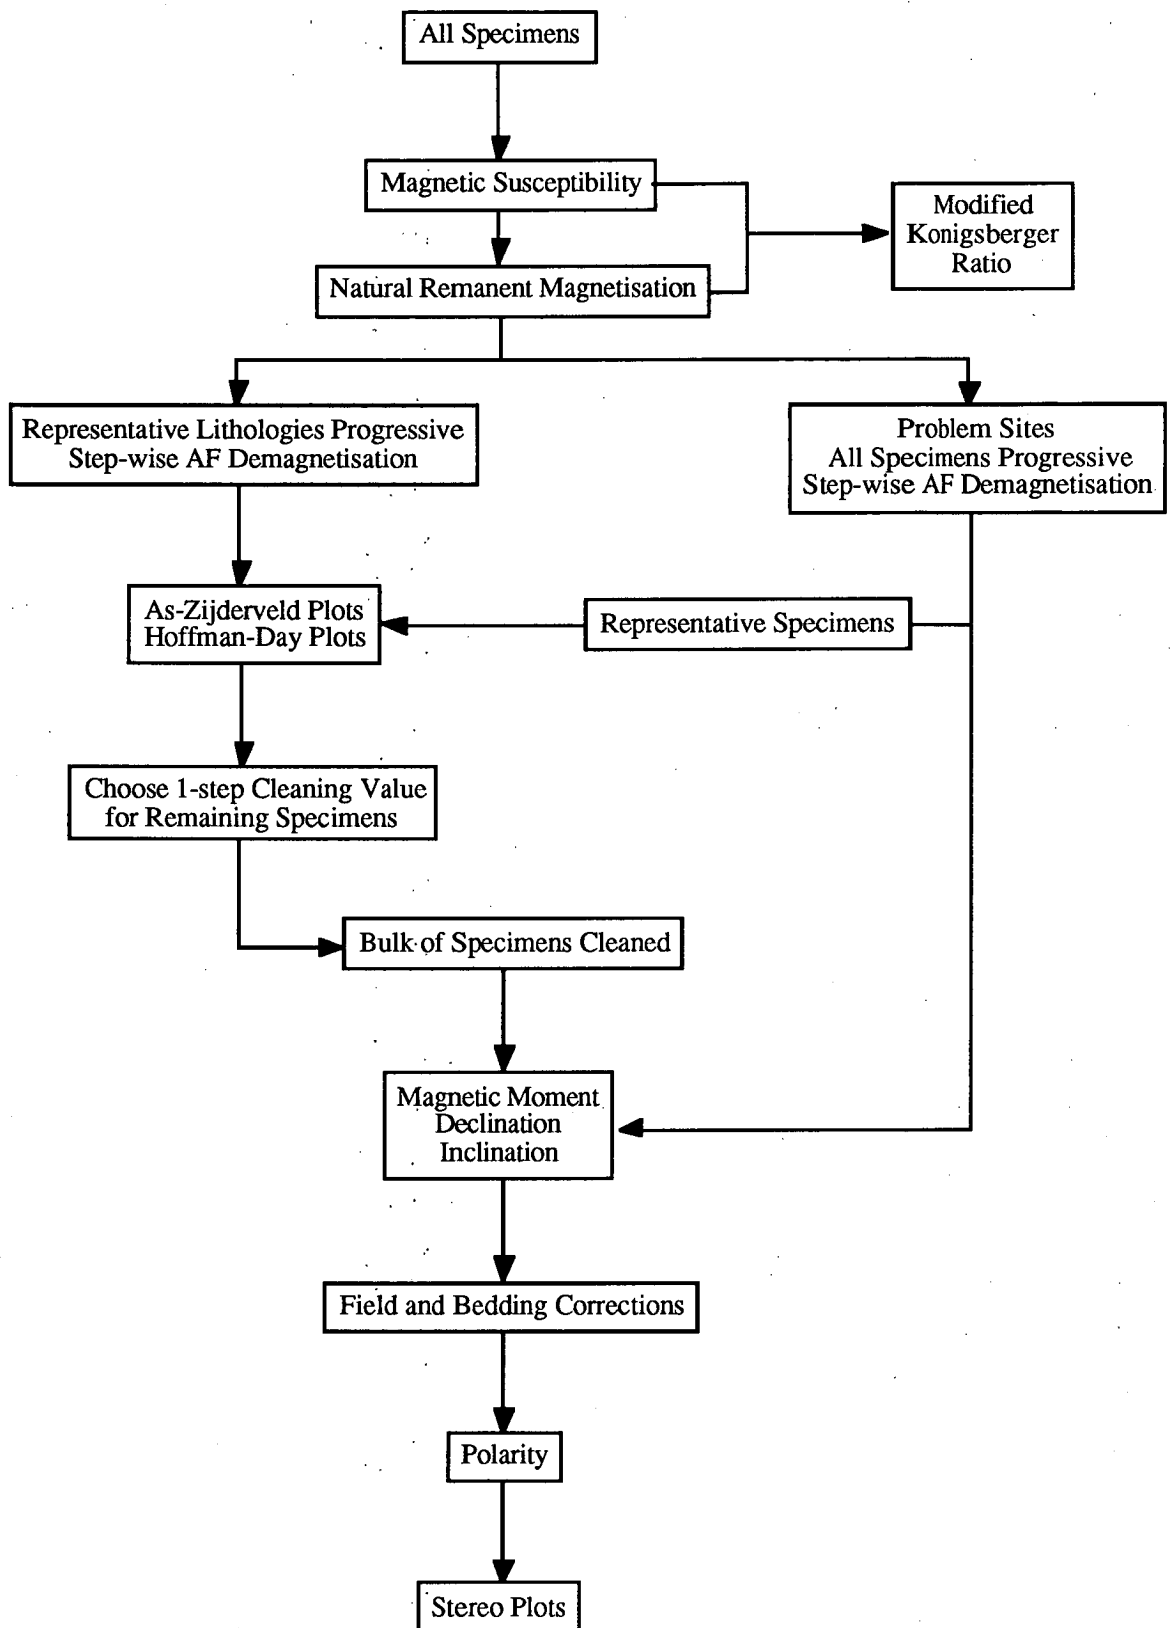 All Specimens
Magnetic Susceptibility
Modified
Konigsberger
Ratio
Natural Remanent Magnetisation
Representative Lithologies Progressive
Step-wise AF Demagnetisation
Problem Sites
All Specimens Progressive
Step-wise AF Demagnetisation
As-Zijderveld Plots
Hoffman-Day Plots
Representative Specimens
Choose 1-step Cleaning Value
for Remaining Specimens
Bulk of Specimens Cleaned
Magnetic Moment
Declination
Inclination
Field and Bedding Corrections
Polarity
Stereo Plots